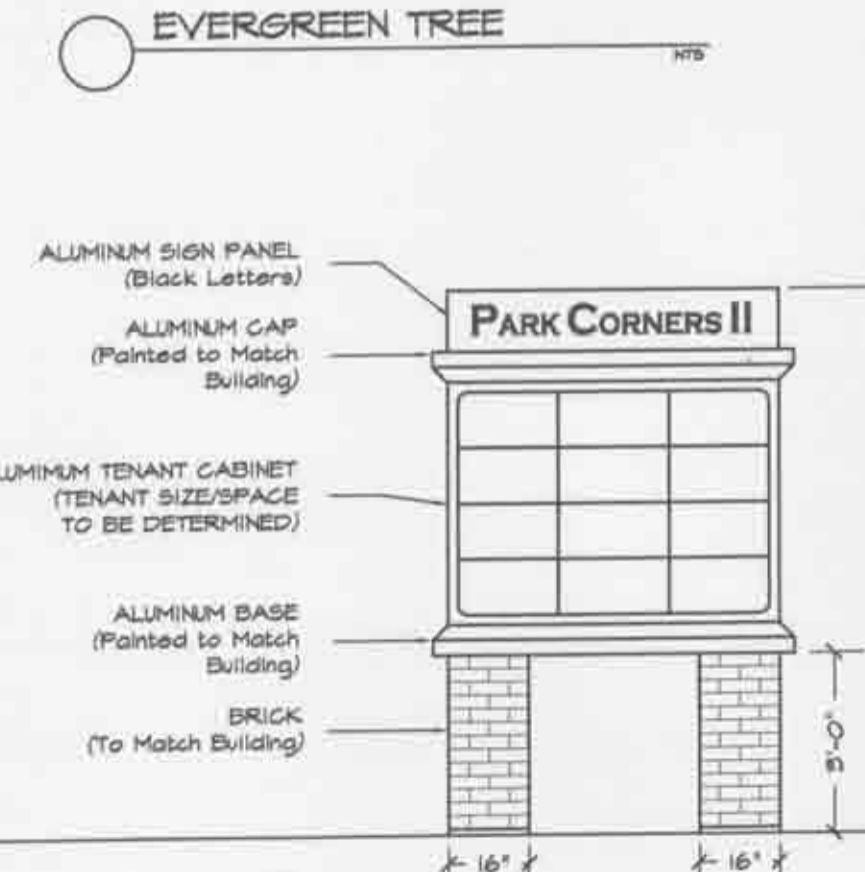 EVERGREEN TREE
NTS
ALUMINUM SIGN PANEL
(Black Letters)
PARK CORNERS II
ALUMINUM CAP
(Painted to Match
Building)
LUMIMUM TENANT CABINET
(TENANT SIZE/SPACE
TO BE DETERMINED)
ALUMINUM BASE
(Painted to Match
Building)
BRICK
(To Match Building)
3'-0"
16"
16"